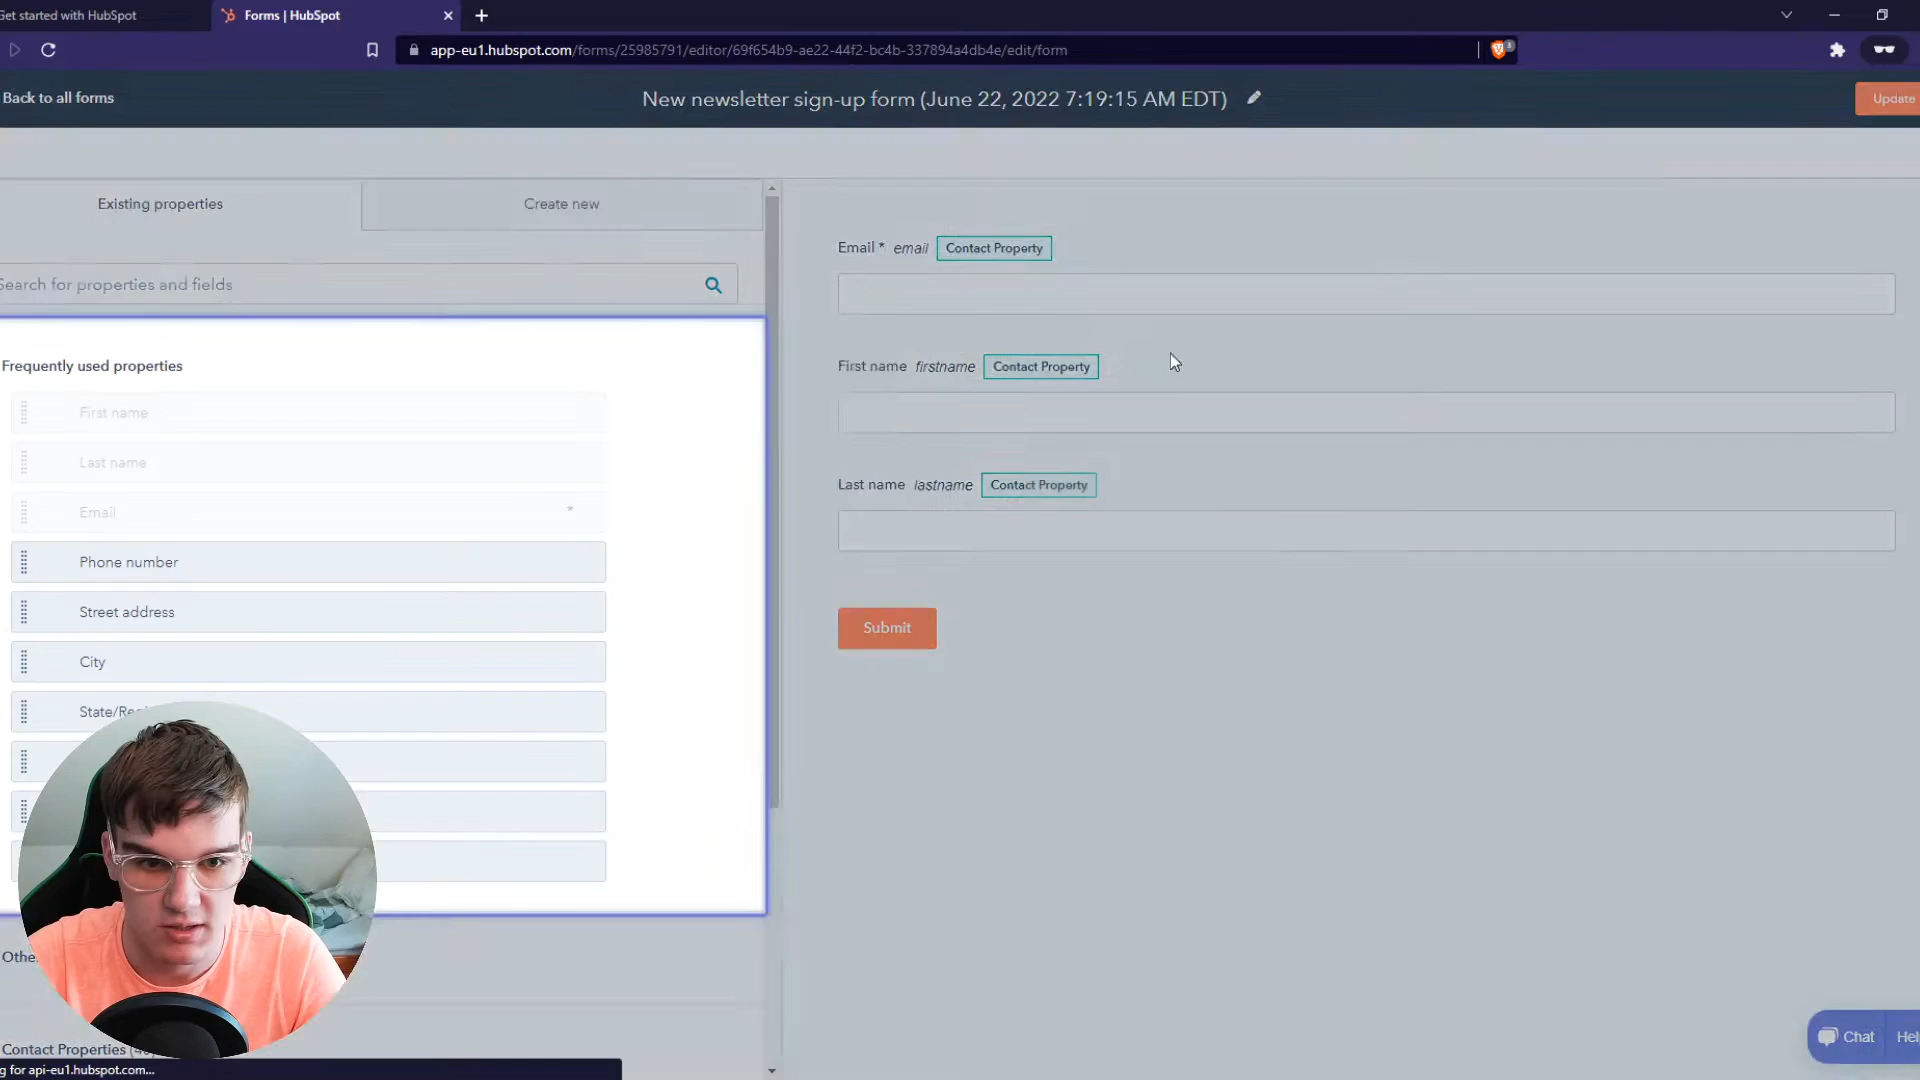 Get started with HubSpot
Forms | HubSpot
app-eu1.hubspot.com/forms/25985791/editor/69f654b9-ae22-44f2-bc4b-337894a4db4e/edit/form
3
Back to all forms
New newsletter sign-up form (June 22, 2022 7:19:15 AM EDT)
Update
Existing properties
Create new
Search for properties and fields
Frequently used properties
First name
Last name
Email *
Phone number
Street address
City
State/Re
Othe
Contact Properties (4
g for api-eu1.hubspot.com...
Email * email Contact Property
First name firstname Contact Property
Last name lastname Contact Property
Submit
Chat
Hel